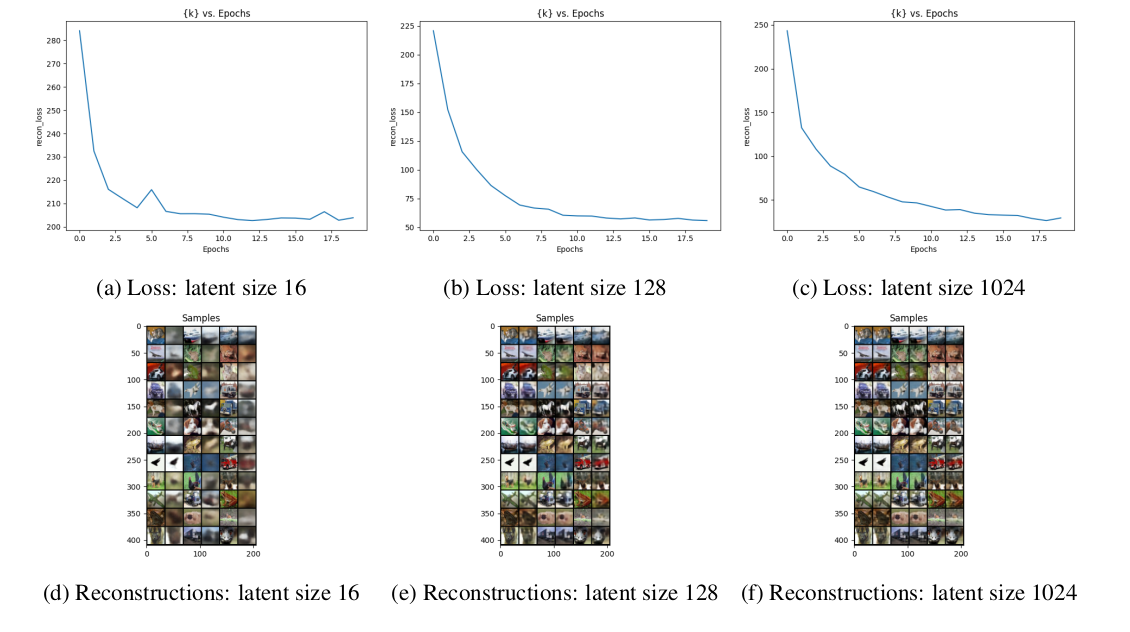 {k} vs. Epochs
280
270
260
250
240
230
220
210
200
recon_loss
0.0 2.5 5.0 7.5 10.0 12.5 15.0 17.5
Epochs
{k} vs. Epochs
225
200
175
150
125
100
75
50
recon_loss
0.0 2.5 5.0 7.5 10.0 12.5 15.0 17.5
Epochs
{k} vs. Epochs
250
200
150
100
50
recon_loss
0.0 2.5 5.0 7.5 10.0 12.5 15.0 17.5
Epochs
(a) Loss: latent size 16
(b) Loss: latent size 128
(c) Loss: latent size 1024
Samples
0
50
100
150
200
250
300
350
400
0 100 200
Samples
0
50
100
150
200
250
300
350
400
0 100 200
Samples
0
50
100
150
200
250
300
350
400
0 100 200
(d) Reconstructions: latent size 16
(e) Reconstructions: latent size 128
(f) Reconstructions: latent size 1024